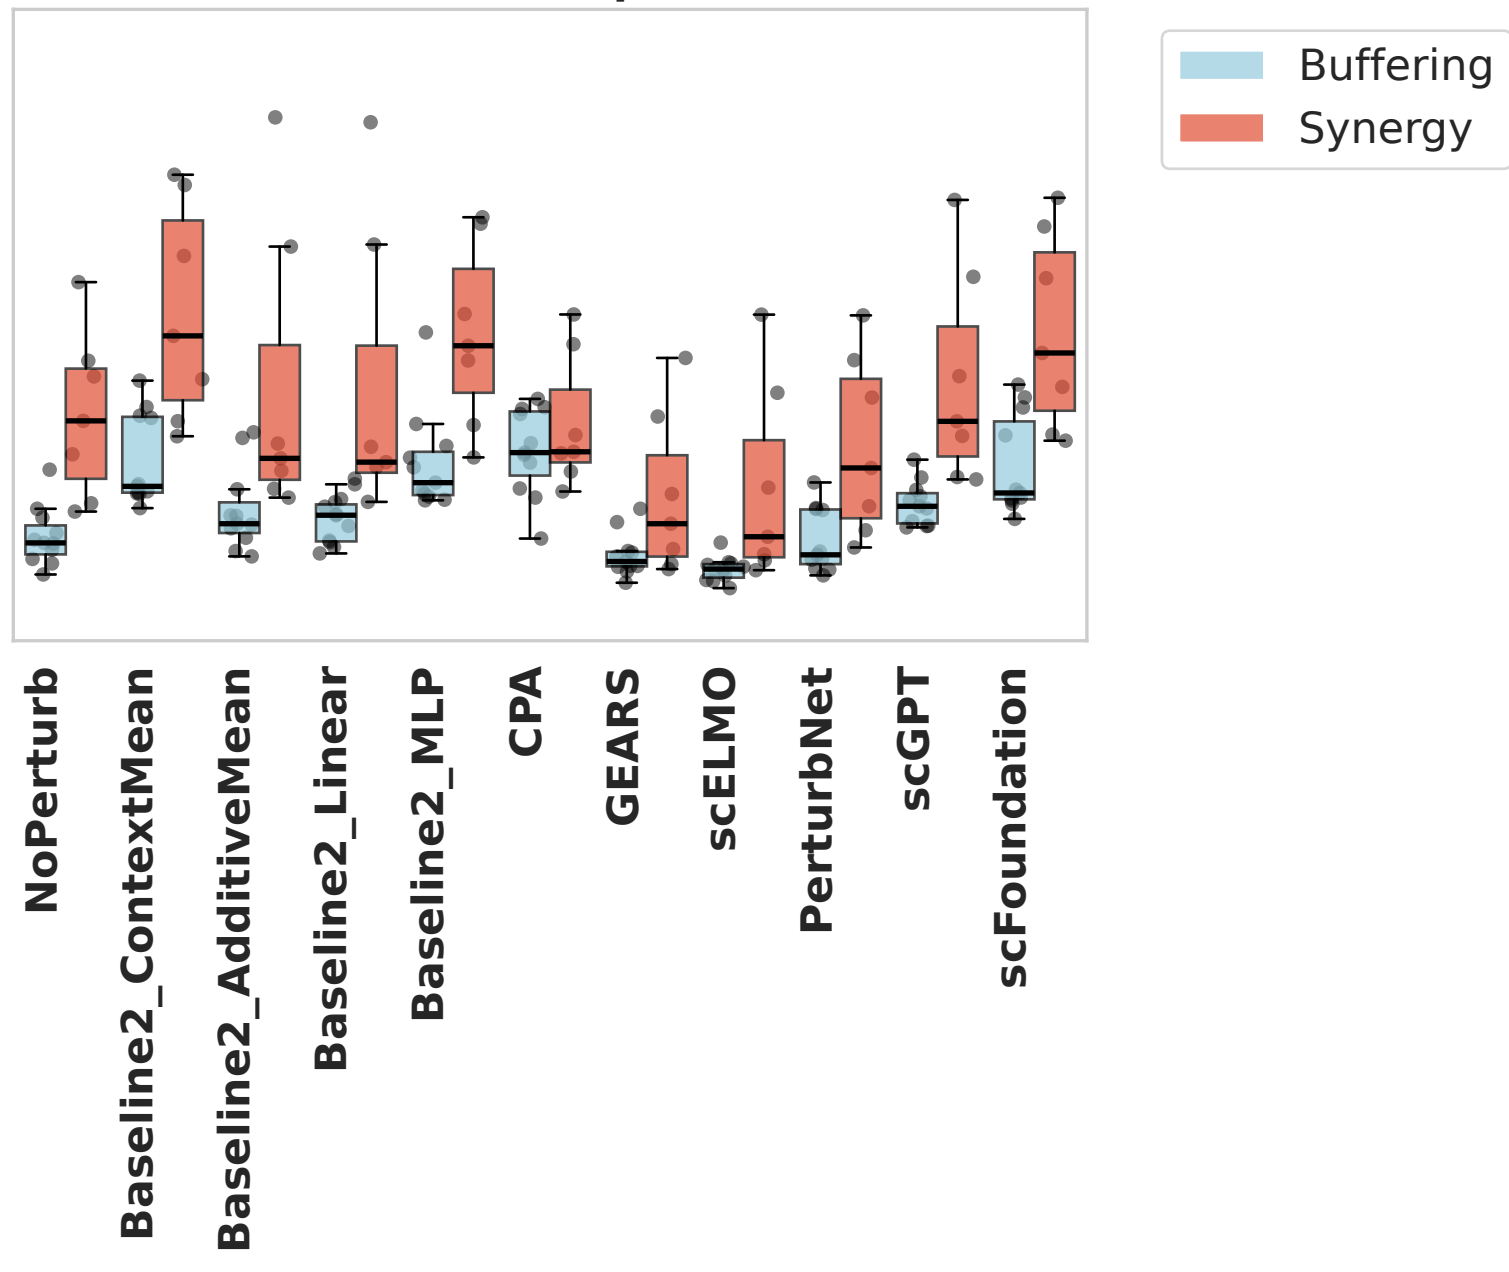 Buffering
Synergy
NoPerturb
Baseline2_ContextMean
Baseline2_AdditiveMean
Baseline2_Linear
Baseline2_MLP
CPA
GEARS
scELMO
PerturbNet
scGPT
scFoundation